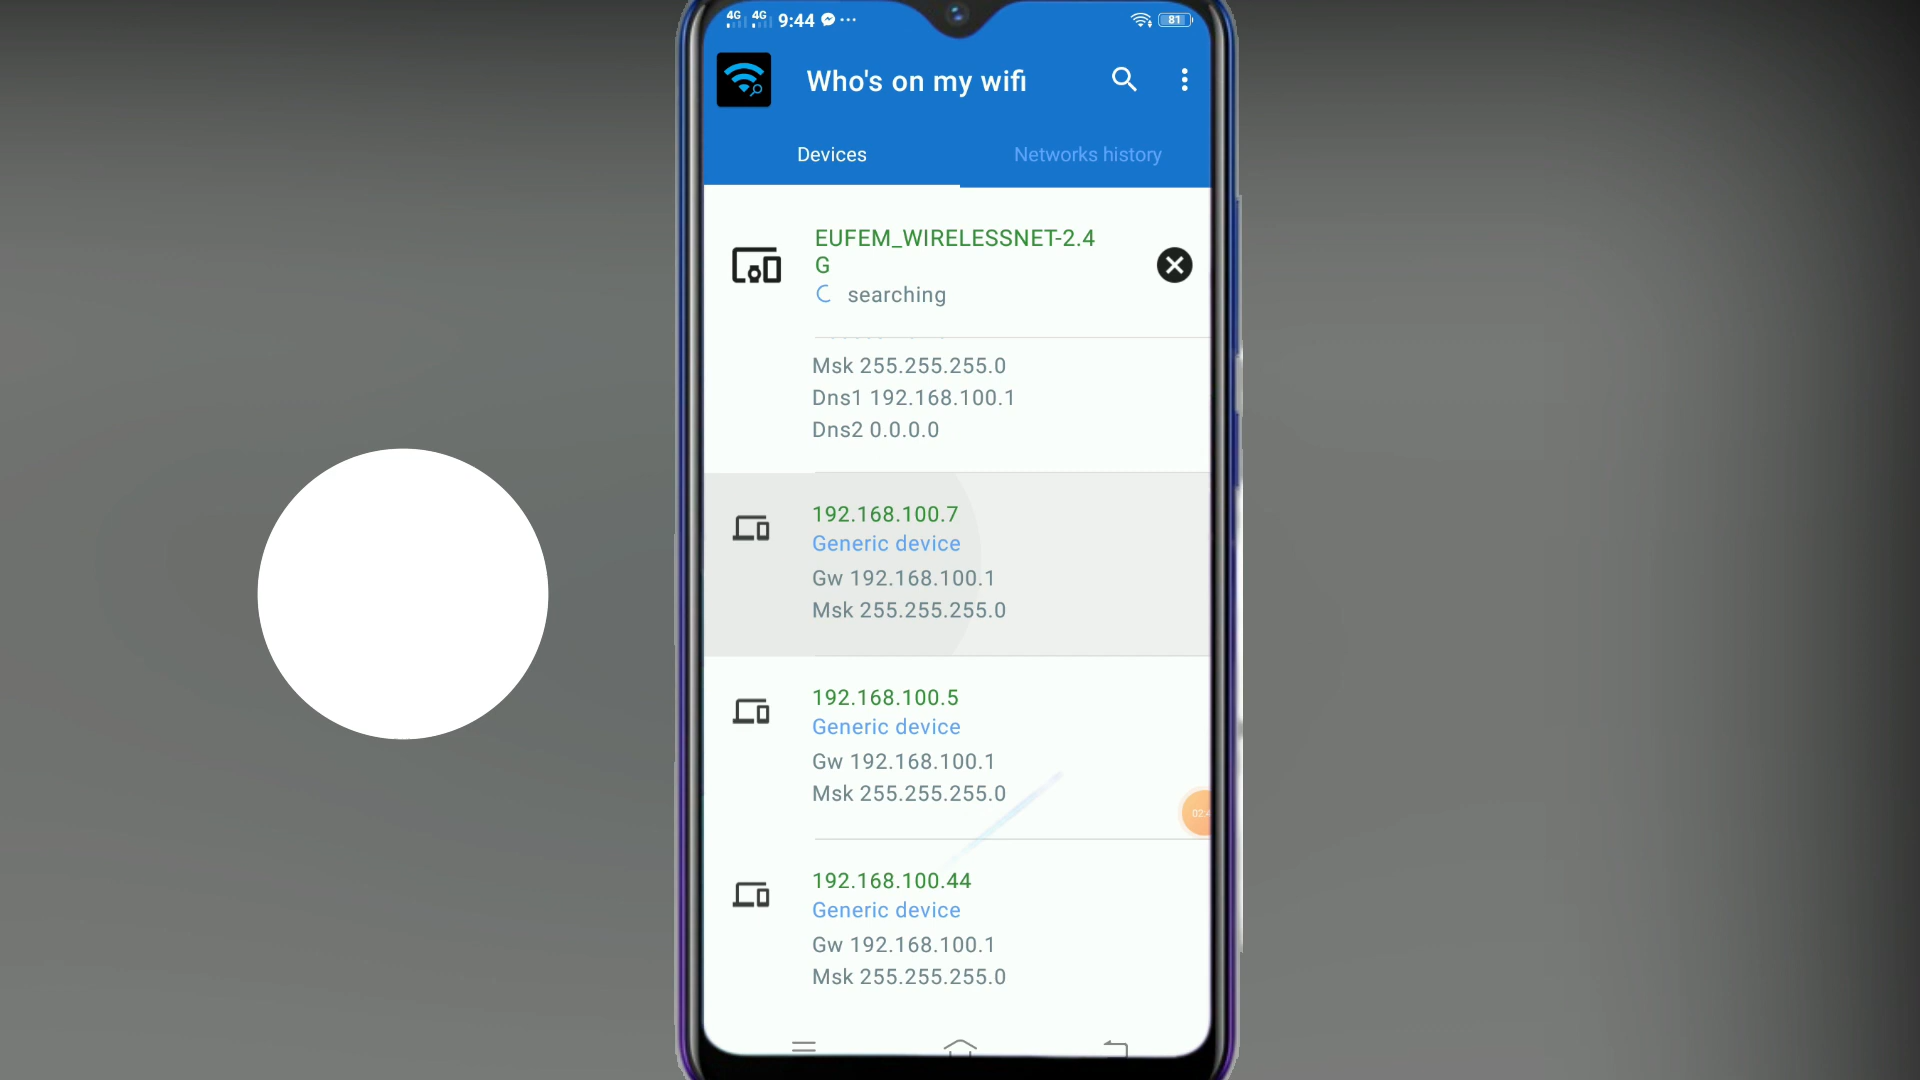 4G 4G 9:44 81
Who's on my wifi
Devices Networks history
EUFEM_WIRELESSNET-2.4
G
searching
Msk 255.255.255.0
Dns1 192.168.100.1
Dns2 0.0.0.0
192.168.100.7
Generic device
Gw 192.168.100.1
Msk 255.255.255.0
192.168.100.5
Generic device
Gw 192.168.100.1
Msk 255.255.255.0
192.168.100.44
Generic device
Gw 192.168.100.1
Msk 255.255.255.0